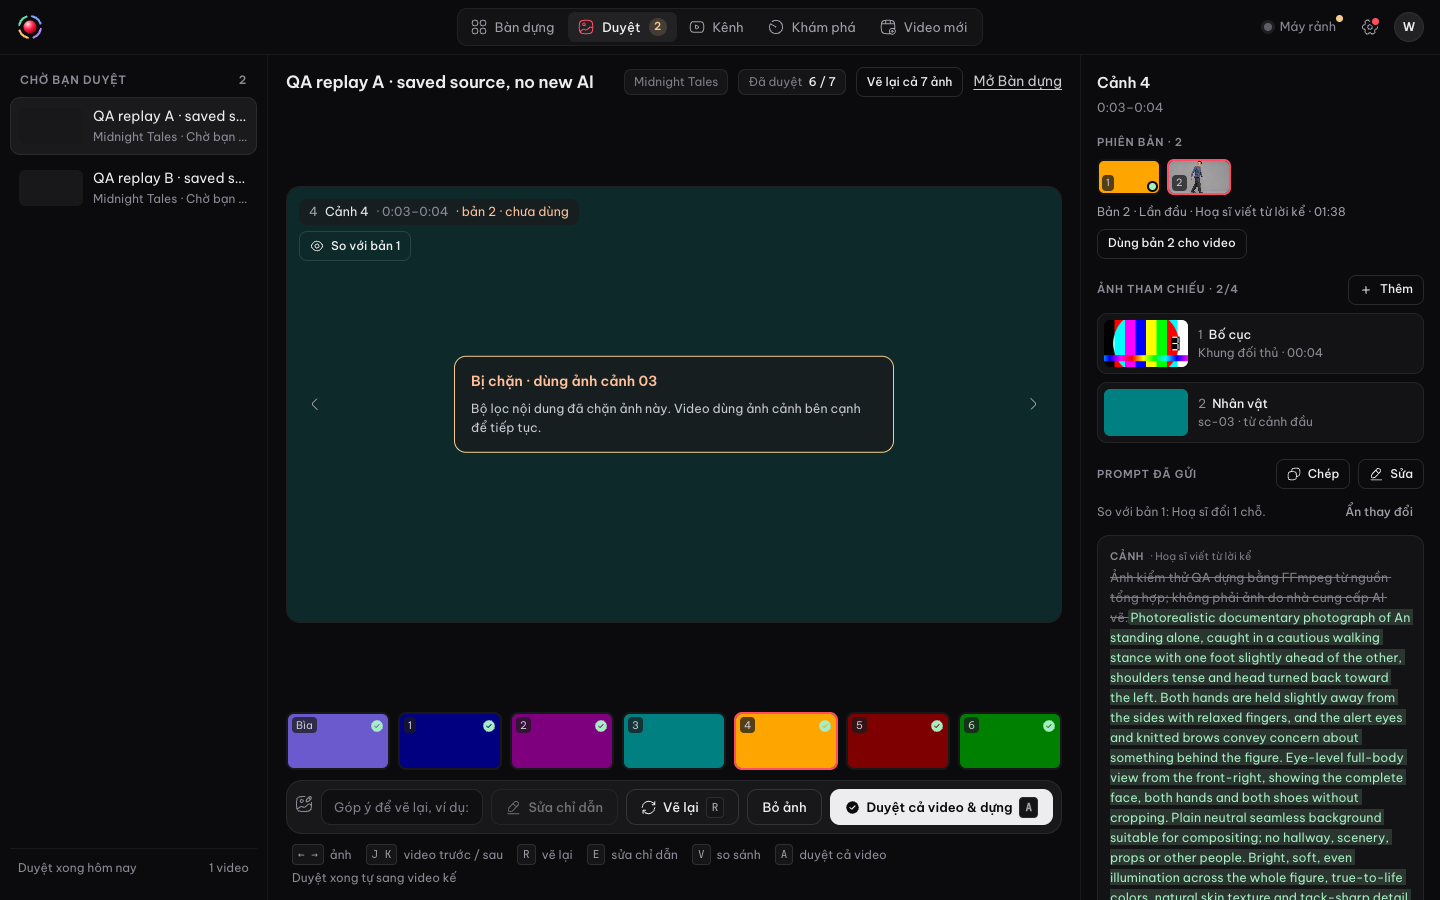 Bàn dựng
Duyệt 2
Kênh
Khám phá
Video mới
Máy rảnh
W
CHỜ BẠN DUYỆT 2
QA replay A · saved s...
Midnight Tales · Chờ bạn ...
QA replay B · saved s...
Midnight Tales · Chờ bạn ...
Duyệt xong hôm nay 1 video
QA replay A · saved source, no new AI
Midnight Tales
Đã duyệt 6 / 7
Vẽ lại cả 7 ảnh
Mở Bàn dựng
4 Cảnh 4 · 0:03–0:04 · bản 2 · chưa dùng
So với bản 1
Bị chặn · dùng ảnh cảnh 03
Bộ lọc nội dung đã chặn ảnh này. Video dùng ảnh cảnh bên cạnh
để tiếp tục.
Bìa
1
2
3
4
5
6
Góp ý để vẽ lại, ví dụ:
Sửa chỉ dẫn
Vẽ lại R
Bỏ ảnh
Duyệt cả video & dựng A
← → ảnh J K video trước / sau R vẽ lại E sửa chỉ dẫn V so sánh A duyệt cả video
Duyệt xong tự sang video kế
Cảnh 4
0:03–0:04
PHIÊN BẢN · 2
1
2
Bản 2 · Lần đầu · Hoạ sĩ viết từ lời kể · 01:38
Dùng bản 2 cho video
ẢNH THAM CHIẾU · 2/4
+ Thêm
1 Bố cục
Khung đối thủ · 00:04
2 Nhân vật
sc-03 · từ cảnh đầu
PROMPT ĐÃ GỬI
Chép
Sửa
So với bản 1: Hoạ sĩ đổi 1 chỗ.
Ẩn thay đổi
CẢNH · Hoạ sĩ viết từ lời kể
Ảnh kiểm thử QA dựng bằng FFmpeg từ nguồn
tổng hợp; không phải ảnh do nhà cung cấp AI
vẽ. Photorealistic documentary photograph of An
standing alone, caught in a cautious walking
stance with one foot slightly ahead of the other,
shoulders tense and head turned back toward
the left. Both hands are held slightly away from
the sides with relaxed fingers, and the alert eyes
and knitted brows convey concern about
something behind the figure. Eye-level full-body
view from the front-right, showing the complete
face, both hands and both shoes without
cropping. Plain neutral seamless background
suitable for compositing; no hallway, scenery,
props or other people. Bright, soft, even
illumination across the whole figure, true-to-life
colors, natural skin texture and tack-sharp detail